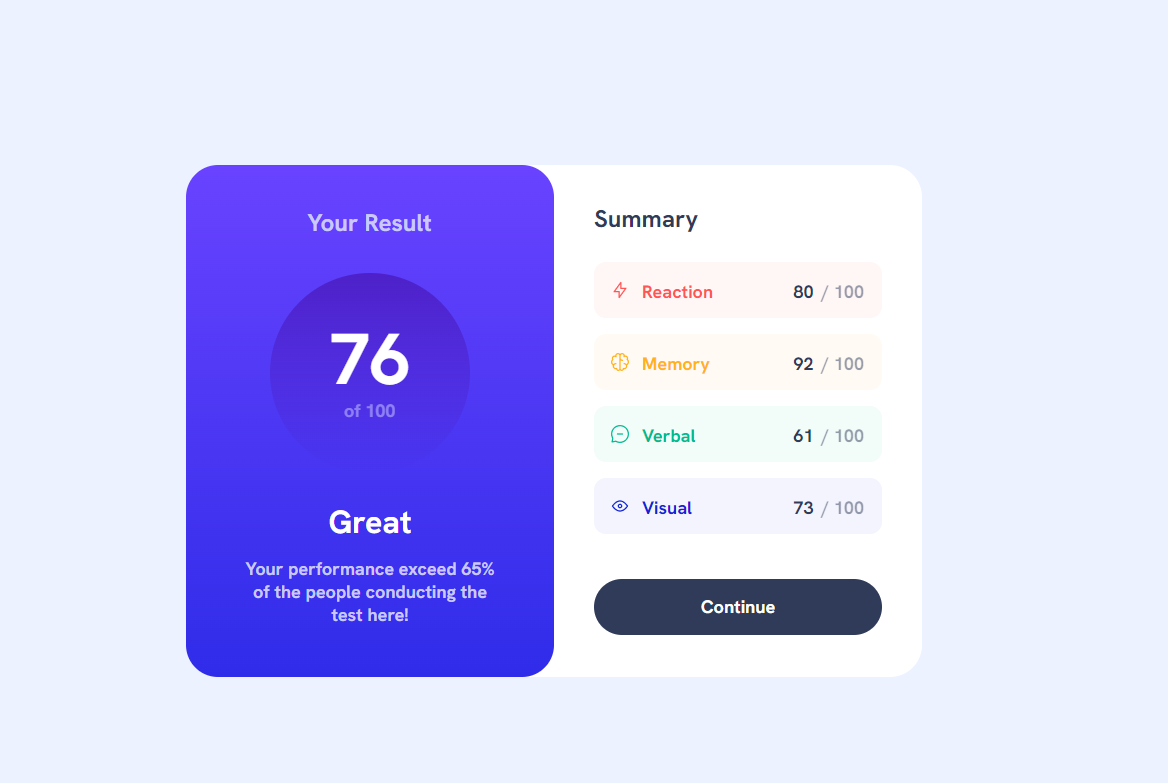 Your Result
76
of 100
Great
Your performance exceed 65%
of the people conducting the
test here!
Summary
Reaction 80 / 100
Memory 92 / 100
Verbal 61 / 100
Visual 73 / 100
Continue